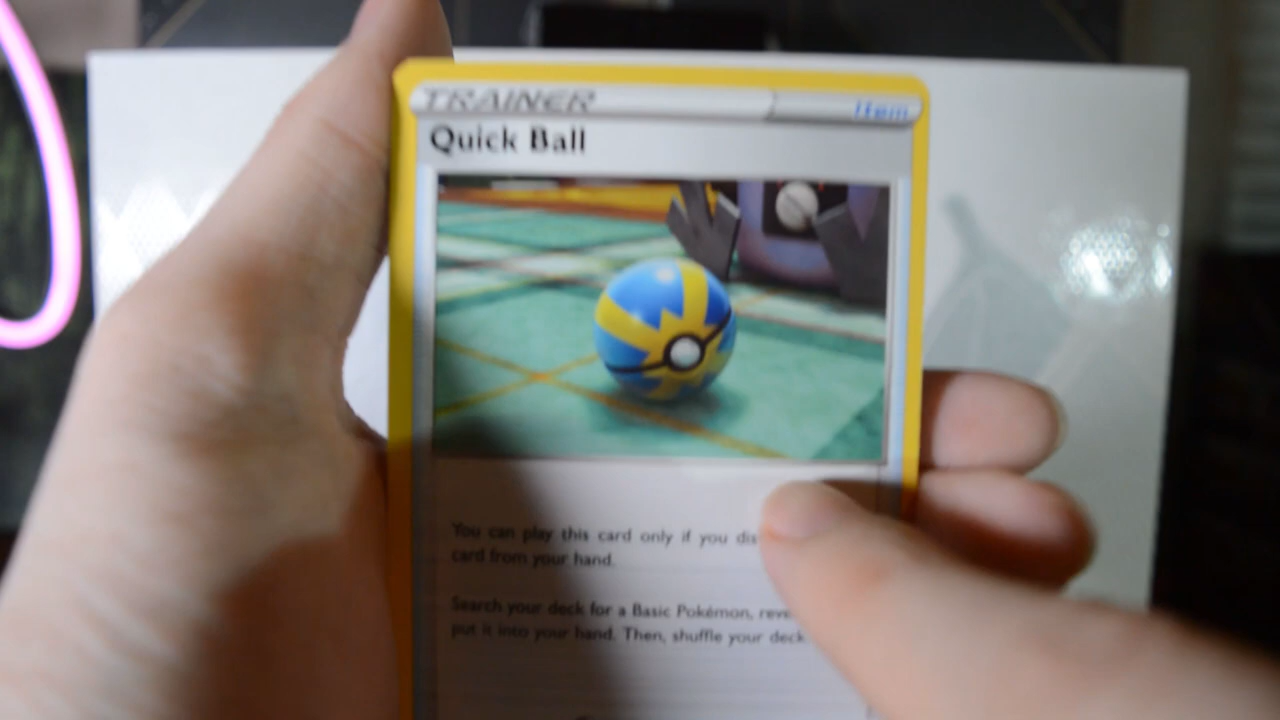 TRAINER Item
Quick Ball
You can play this card only if you dis
card from your hand.
Search your deck for a Basic Pokémon, reve
put it into your hand. Then, shuffle your deck